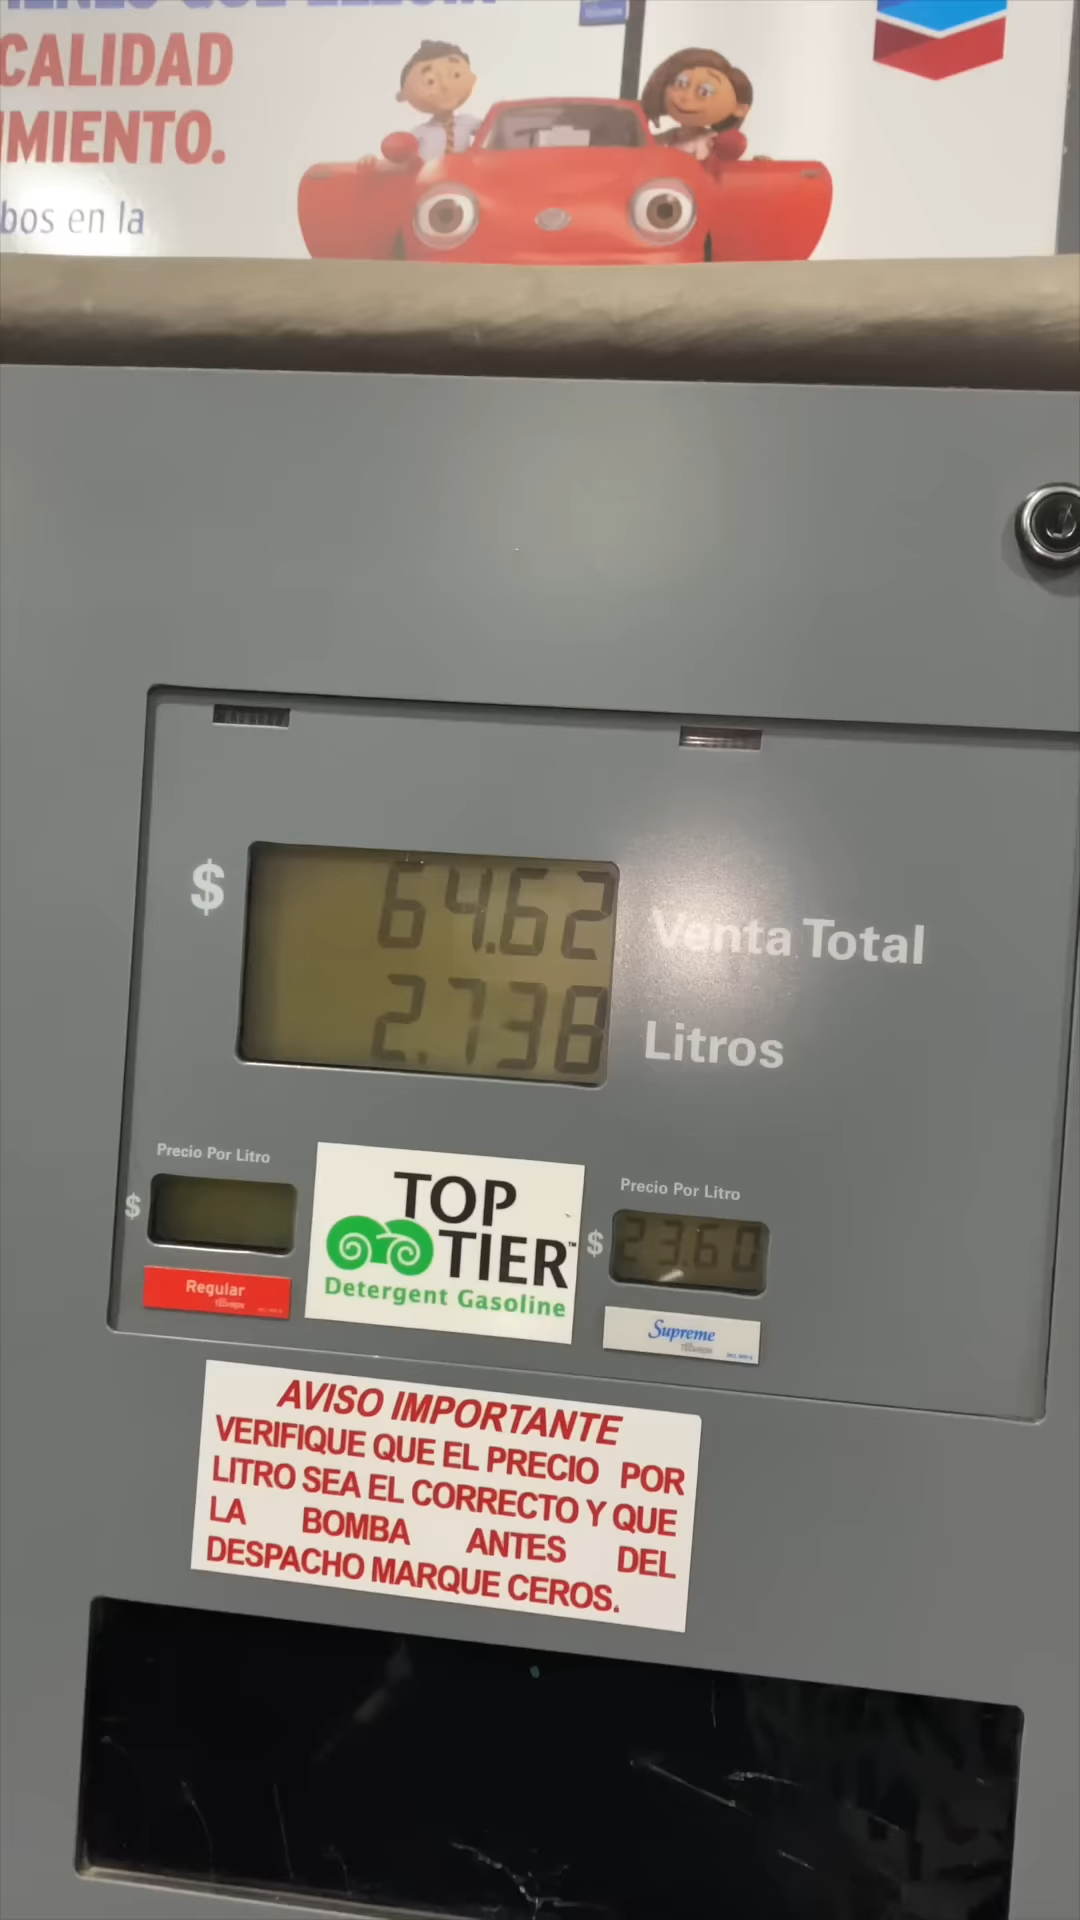 CALIDAD
IMIENTO.
bos en la
$ 64.62 Venta Total
2.738 Litros
Precio Por Litro
$
Regular
TOP
TIER™
Detergent Gasoline
Precio Por Litro
$ 23.60
Supreme
AVISO IMPORTANTE
VERIFIQUE QUE EL PRECIO POR
LITRO SEA EL CORRECTO Y QUE
LA BOMBA ANTES DEL
DESPACHO MARQUE CEROS.